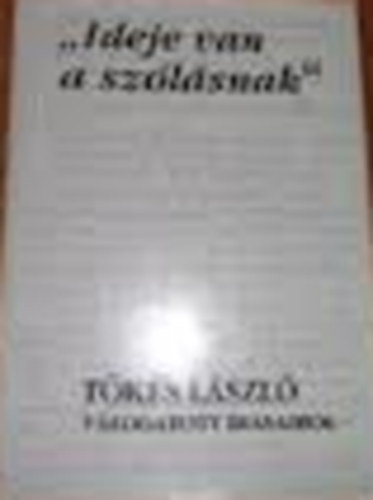 „Ideje van
a szólásnak"
TŐKÉS LÁSZLÓ
VÁLOGATOTT ÍRÁSAIBÓL